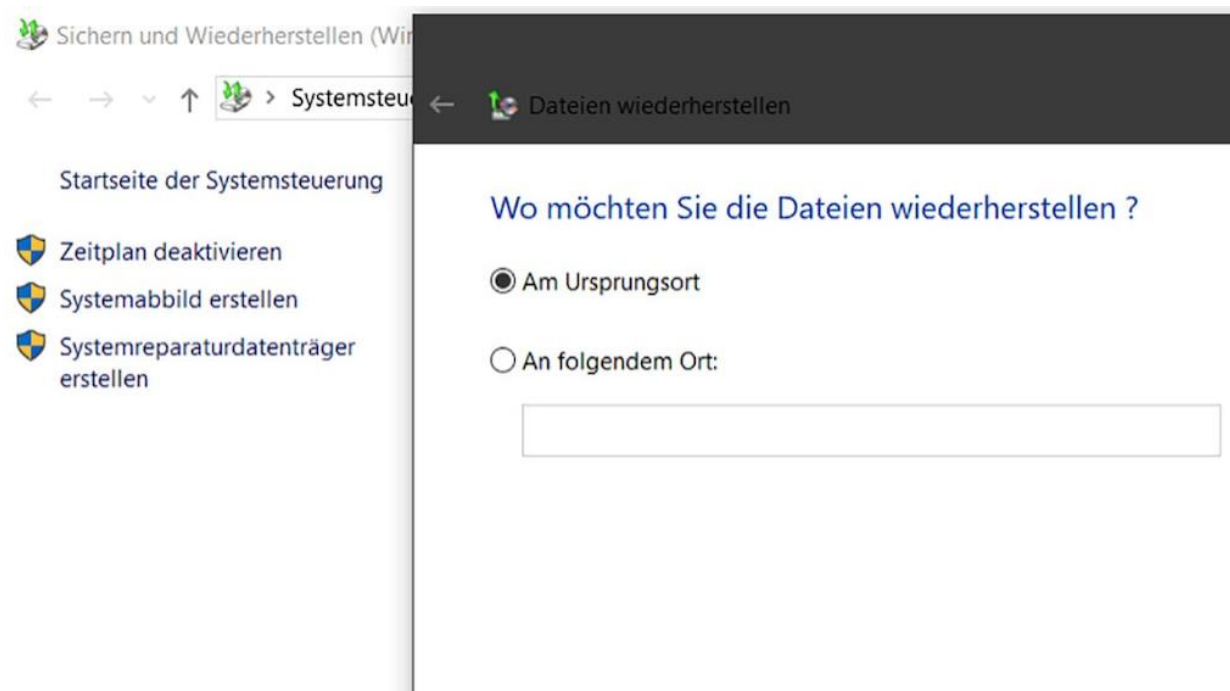 Sichern und Wiederherstellen (Wir
> Systemsteu
Startseite der Systemsteuerung
Zeitplan deaktivieren
Systemabbild erstellen
Systemreparaturdatenträger
erstellen
Dateien wiederherstellen
Wo möchten Sie die Dateien wiederherstellen ?
Am Ursprungsort
An folgendem Ort: